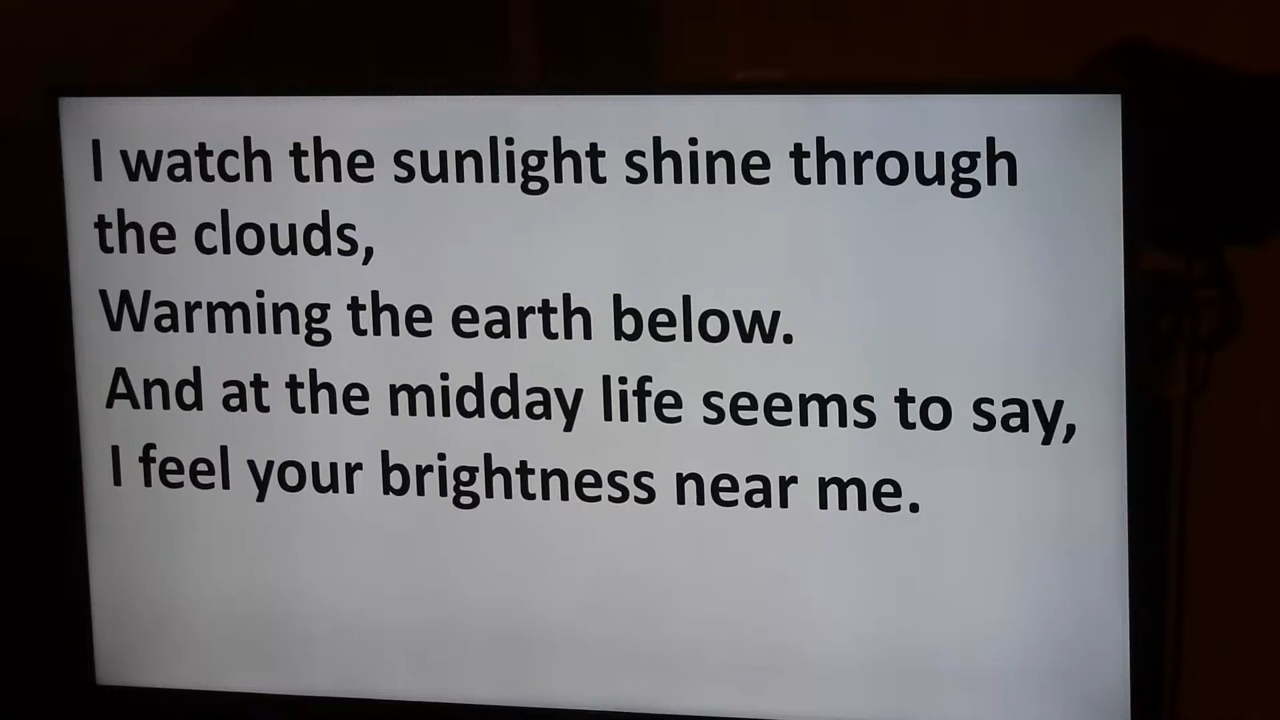 I watch the sunlight shine through
the clouds,
Warming the earth below.
And at the midday life seems to say,
I feel your brightness near me.